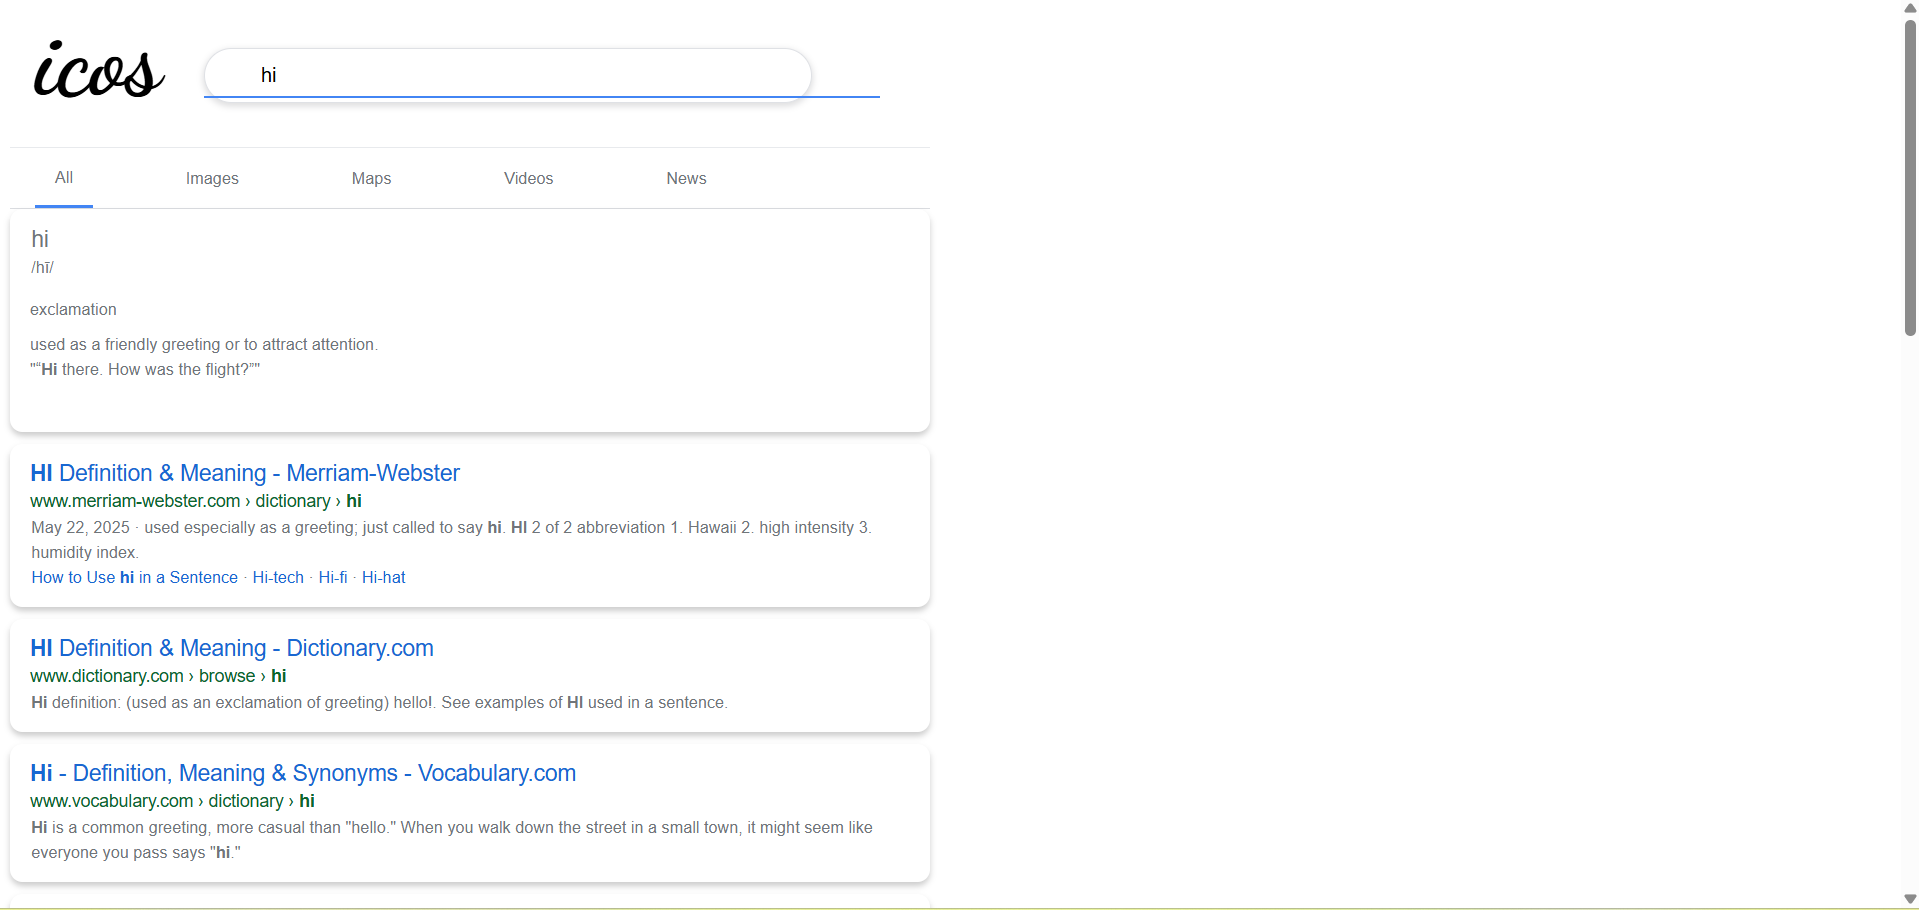 icos
hi
All Images Maps Videos News
hi
/hī/
exclamation
used as a friendly greeting or to attract attention.
"“Hi there. How was the flight?”"
HI Definition & Meaning - Merriam-Webster
www.merriam-webster.com › dictionary › hi
May 22, 2025 · used especially as a greeting; just called to say hi. HI 2 of 2 abbreviation 1. Hawaii 2. high intensity 3.
humidity index.
How to Use hi in a Sentence · Hi-tech · Hi-fi · Hi-hat
HI Definition & Meaning - Dictionary.com
www.dictionary.com › browse › hi
Hi definition: (used as an exclamation of greeting) hello!. See examples of HI used in a sentence.
Hi - Definition, Meaning & Synonyms - Vocabulary.com
www.vocabulary.com › dictionary › hi
Hi is a common greeting, more casual than "hello." When you walk down the street in a small town, it might seem like
everyone you pass says "hi."